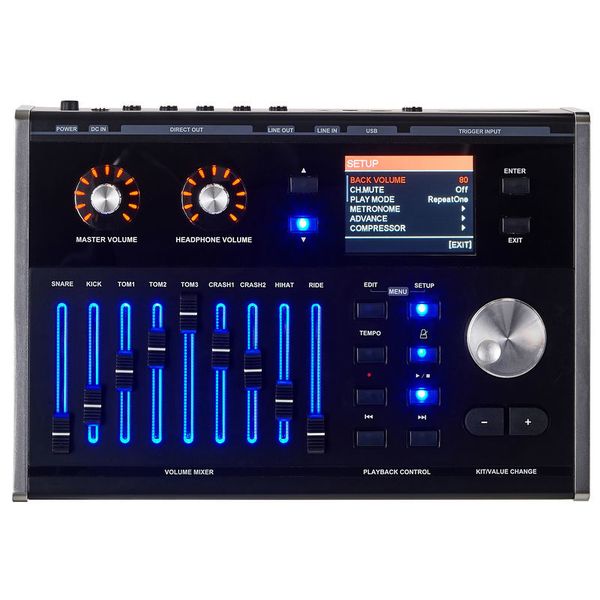 POWER DC IN DIRECT OUT LINE OUT LINE IN USB TRIGGER INPUT
SETUP
BACK VOLUME 80
CH.MUTE Off
PLAY MODE RepeatOne
METRONOME
ADVANCE
COMPRESSOR
[EXIT]
ENTER
EXIT
MASTER VOLUME HEADPHONE VOLUME
SNARE KICK TOM1 TOM2 TOM3 CRASH1 CRASH2 HIHAT RIDE
EDIT SETUP
MENU
TEMPO
VOLUME MIXER PLAYBACK CONTROL KIT/VALUE CHANGE